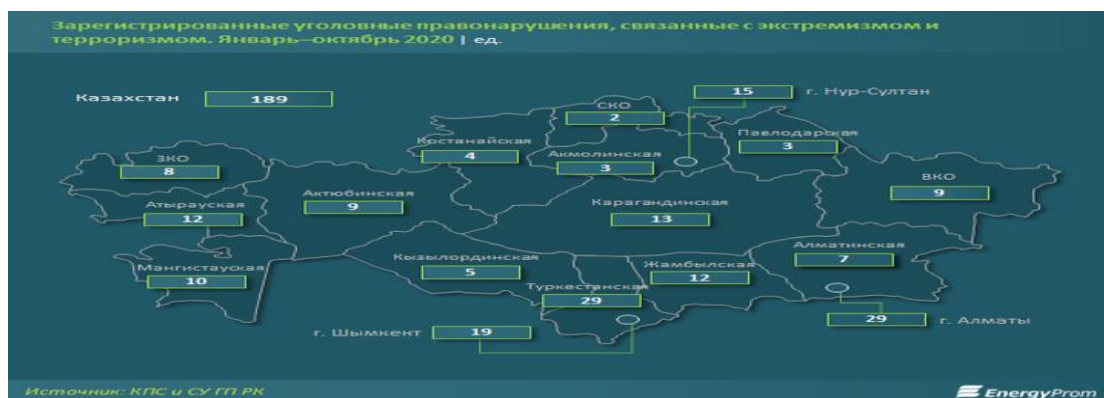 Зарегистрированные уголовные правонарушения, связанные с экстремизмом и
терроризмом. Январь–октябрь 2020 | ед.
Казахстан 189
15 г. Нур-Султан
СКО
2
Костанайская
4
Акмолинская
3
Павлодарская
3
ЗКО
8
ВКО
9
Атырауская
12
Актюбинская
9
Карагандинская
13
Мангистауская
10
Кызылординская
5
Жамбылская
12
Алматинская
7
Туркестанская
29
г. Шымкент 19
29 г. Алматы
Источник: КПС и СУ ГП РК
EnergyProm